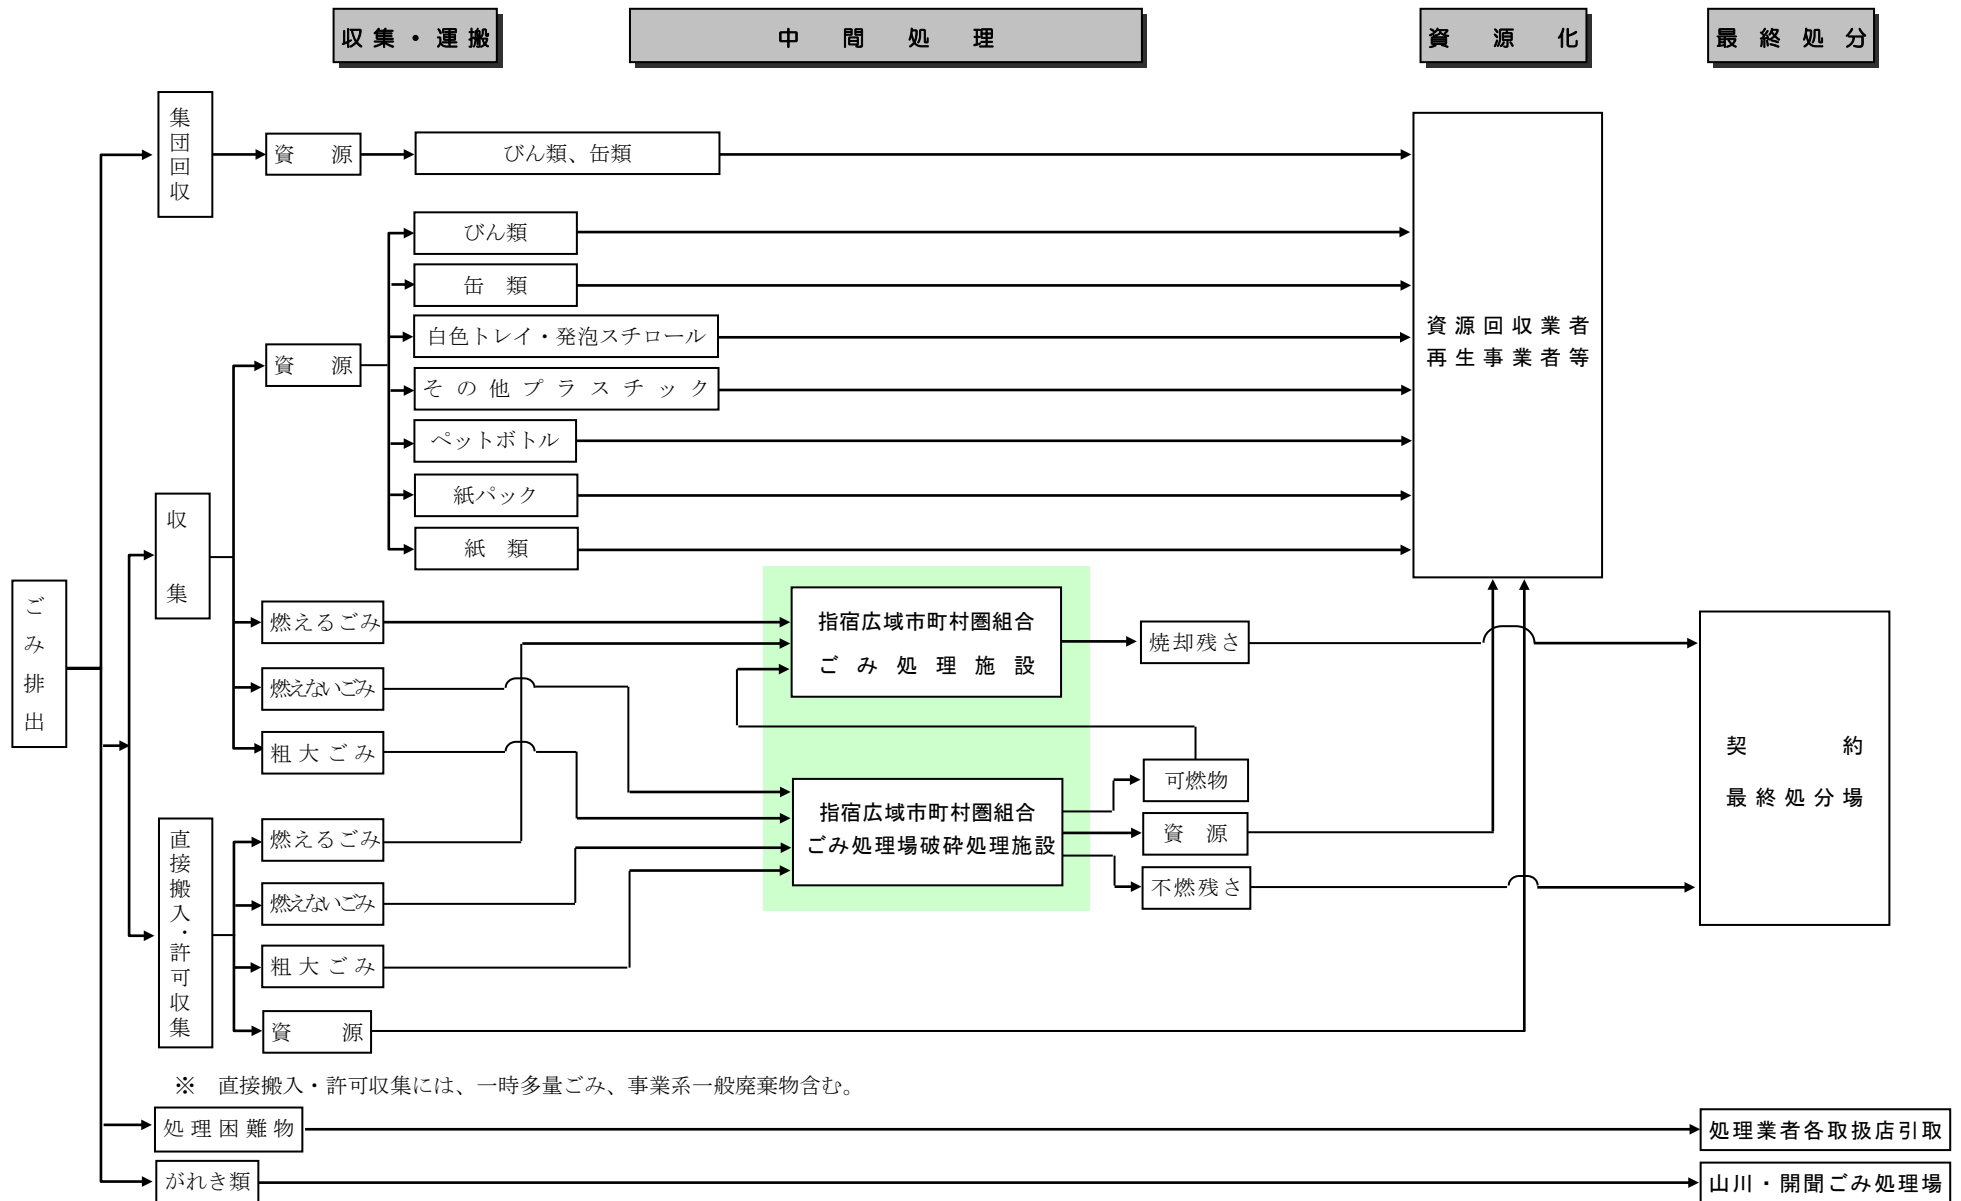 収集・運搬
中間処理
資源化
最終処分
集団回収
資源
びん類、缶類
びん類
缶類
白色トレイ・発泡スチロール
資源
その他プラスチック
ペットボトル
紙パック
紙類
資源回収業者
再生事業者等
収集
ごみ排出
燃えるごみ
燃えないごみ
粗大ごみ
指宿広域市町村圏組合
ごみ処理施設
焼却残さ
指宿広域市町村圏組合
ごみ処理場破砕処理施設
可燃物
資源
不燃残さ
契約
最終処分場
直接搬入・許可収集
燃えるごみ
燃えないごみ
粗大ごみ
資源
※ 直接搬入・許可収集には、一時多量ごみ、事業系一般廃棄物含む。
処理困難物
処理業者各取扱店引取
がれき類
山川・開聞ごみ処理場